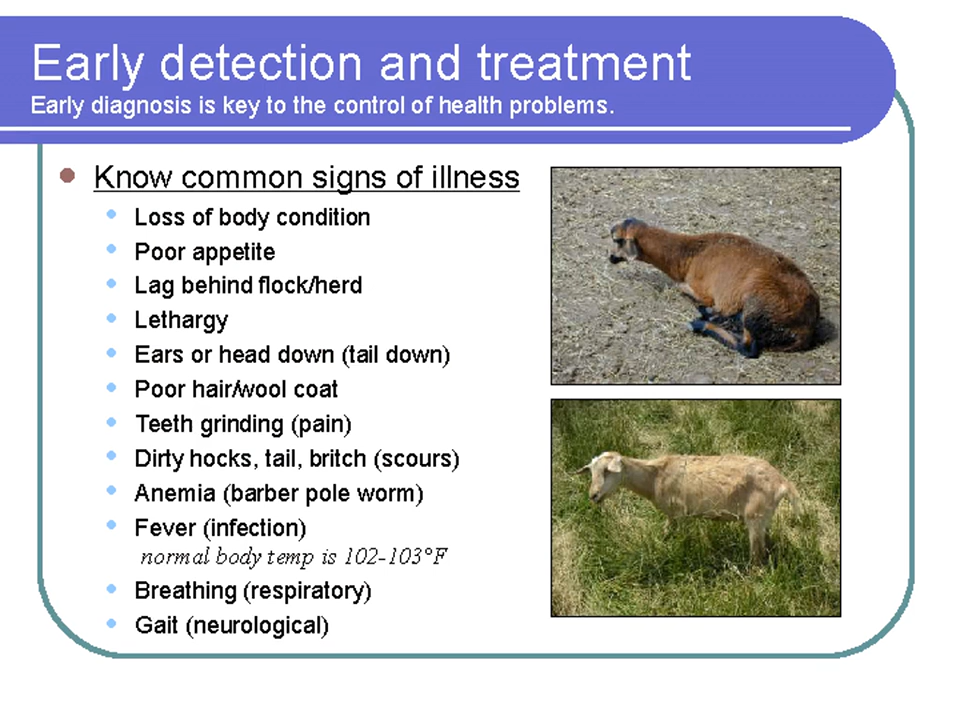 Early detection and treatment
Early diagnosis is key to the control of health problems.
Know common signs of illness
Loss of body condition
Poor appetite
Lag behind flock/herd
Lethargy
Ears or head down (tail down)
Poor hair/wool coat
Teeth grinding (pain)
Dirty hocks, tail, britch (scours)
Anemia (barber pole worm)
Fever (infection)
normal body temp is 102-103°F
Breathing (respiratory)
Gait (neurological)